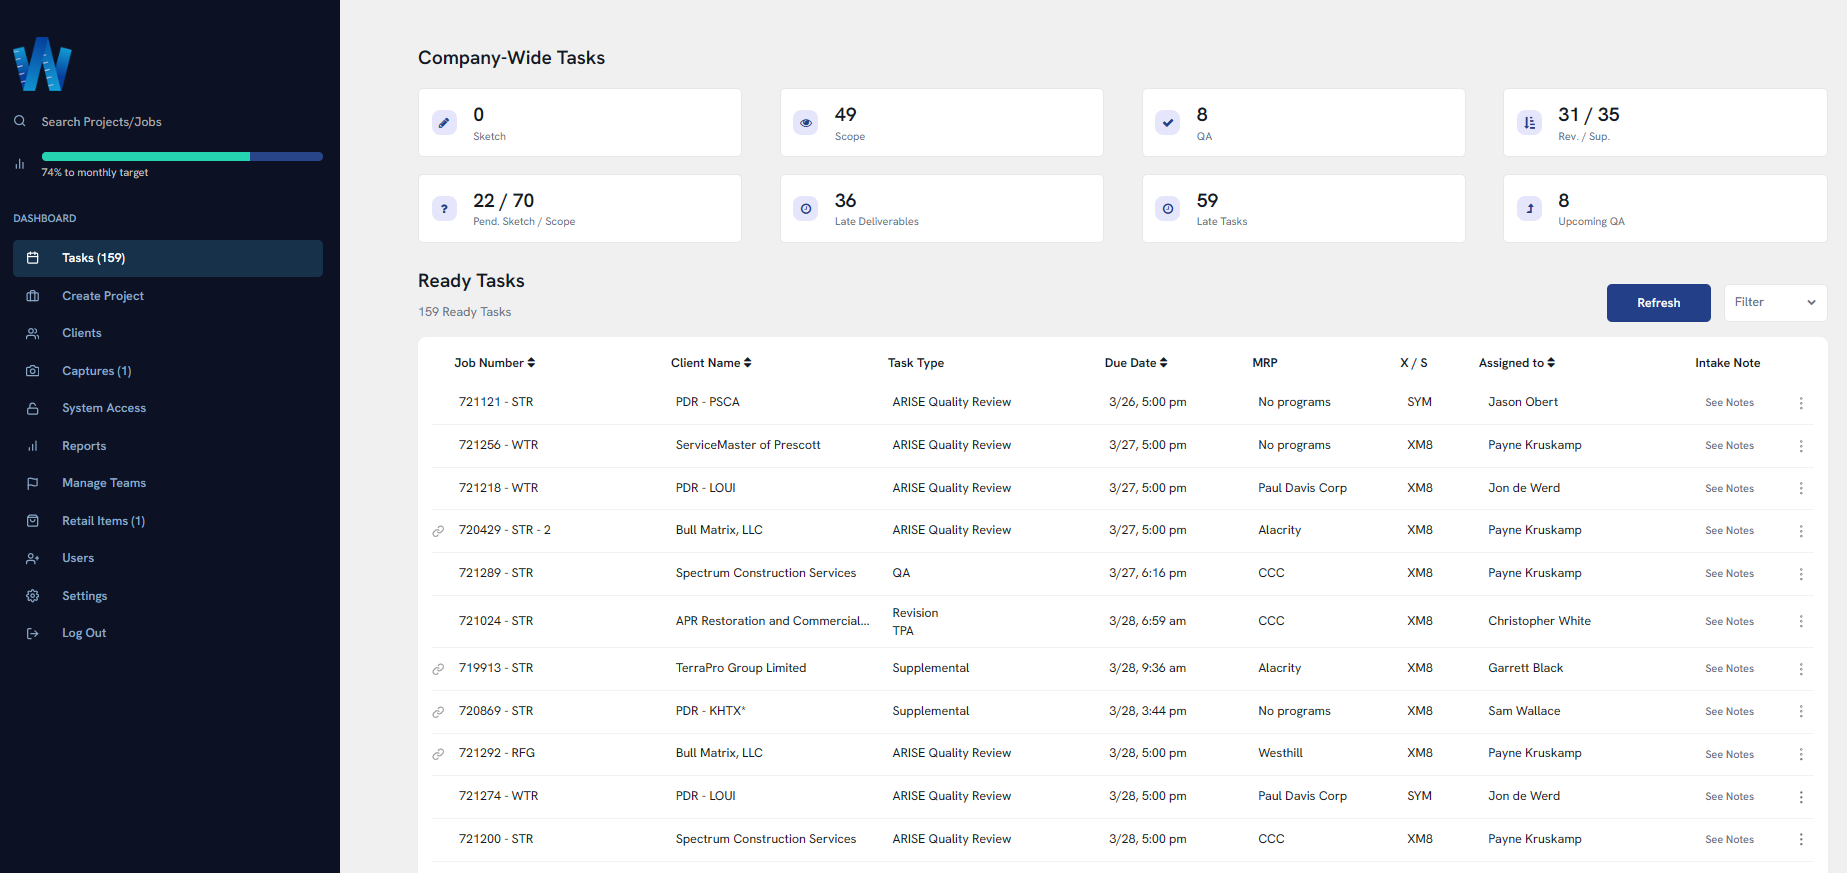 W
Search Projects/Jobs
74% to monthly target
DASHBOARD
Tasks (159)
Create Project
Clients
Captures (1)
System Access
Reports
Manage Teams
Retail Items (1)
Users
Settings
Log Out
Company-Wide Tasks
0
Sketch
49
Scope
8
QA
31 / 35
Rev. / Sup.
22 / 70
Pend. Sketch / Scope
36
Late Deliverables
59
Late Tasks
8
Upcoming QA
Ready Tasks
159 Ready Tasks
Refresh
Filter
Job Number Client Name Task Type Due Date MRP X / S Assigned to Intake Note
721121 - STR PDR - PSCA ARISE Quality Review 3/26, 5:00 pm No programs SYM Jason Obert See Notes
721256 - WTR ServiceMaster of Prescott ARISE Quality Review 3/27, 5:00 pm No programs XM8 Payne Kruskamp See Notes
721218 - WTR PDR - LOUI ARISE Quality Review 3/27, 5:00 pm Paul Davis Corp XM8 Jon de Werd See Notes
720429 - STR - 2 Bull Matrix, LLC ARISE Quality Review 3/27, 5:00 pm Alacrity XM8 Payne Kruskamp See Notes
721289 - STR Spectrum Construction Services QA 3/27, 6:16 pm CCC XM8 Payne Kruskamp See Notes
721024 - STR APR Restoration and Commercial... Revision TPA 3/28, 6:59 am CCC XM8 Christopher White See Notes
719913 - STR TerraPro Group Limited Supplemental 3/28, 9:36 am Alacrity XM8 Garrett Black See Notes
720869 - STR PDR - KHTX* Supplemental 3/28, 3:44 pm No programs XM8 Sam Wallace See Notes
721292 - RFG Bull Matrix, LLC ARISE Quality Review 3/28, 5:00 pm Westhill XM8 Payne Kruskamp See Notes
721274 - WTR PDR - LOUI ARISE Quality Review 3/28, 5:00 pm Paul Davis Corp SYM Jon de Werd See Notes
721200 - STR Spectrum Construction Services ARISE Quality Review 3/28, 5:00 pm CCC XM8 Payne Kruskamp See Notes